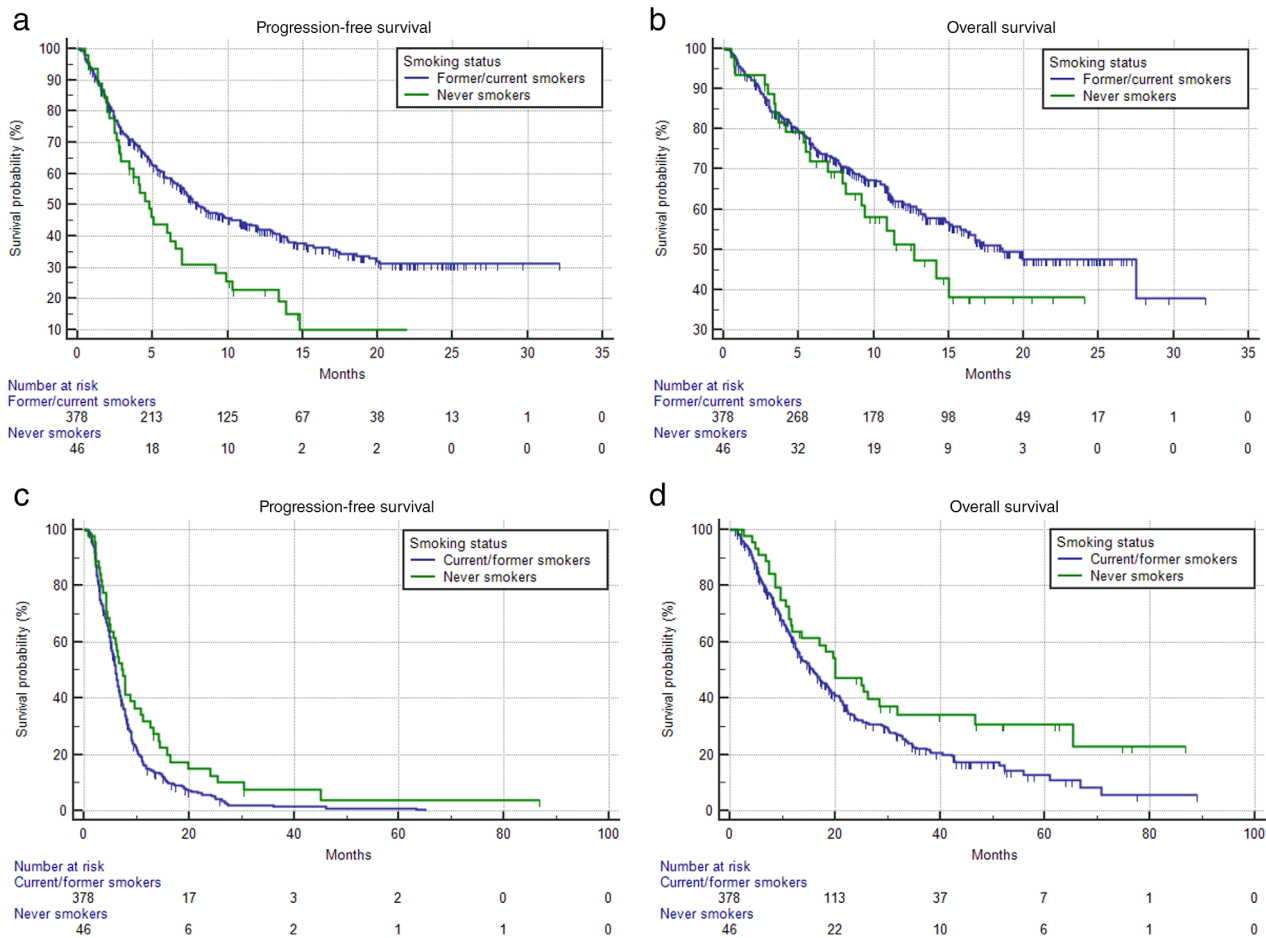 a
Progression-free survival
Smoking status
Former/current smokers
Never smokers
Survival probability (%)
100
90
80
70
60
50
40
30
20
10
0 5 10 15 20 25 30 35
Months
Number at risk
Former/current smokers
378 213 125 67 38 13 1 0
Never smokers
46 18 10 2 2 0 0 0
b
Overall survival
Smoking status
Former/current smokers
Never smokers
Survival probability (%)
100
90
80
70
60
50
40
30
0 5 10 15 20 25 30 35
Months
Number at risk
Former/current smokers
378 268 178 98 49 17 1 0
Never smokers
46 32 19 9 3 0 0 0
c
Progression-free survival
Smoking status
Current/former smokers
Never smokers
Survival probability (%)
100
80
60
40
20
0
0 20 40 60 80 100
Months
Number at risk
Current/former smokers
378 17 3 2 0 0
Never smokers
46 6 2 1 1 0
d
Overall survival
Smoking status
Current/former smokers
Never smokers
Survival probability (%)
100
80
60
40
20
0
0 20 40 60 80 100
Months
Number at risk
Current/former smokers
378 113 37 7 1 0
Never smokers
46 22 10 6 1 0